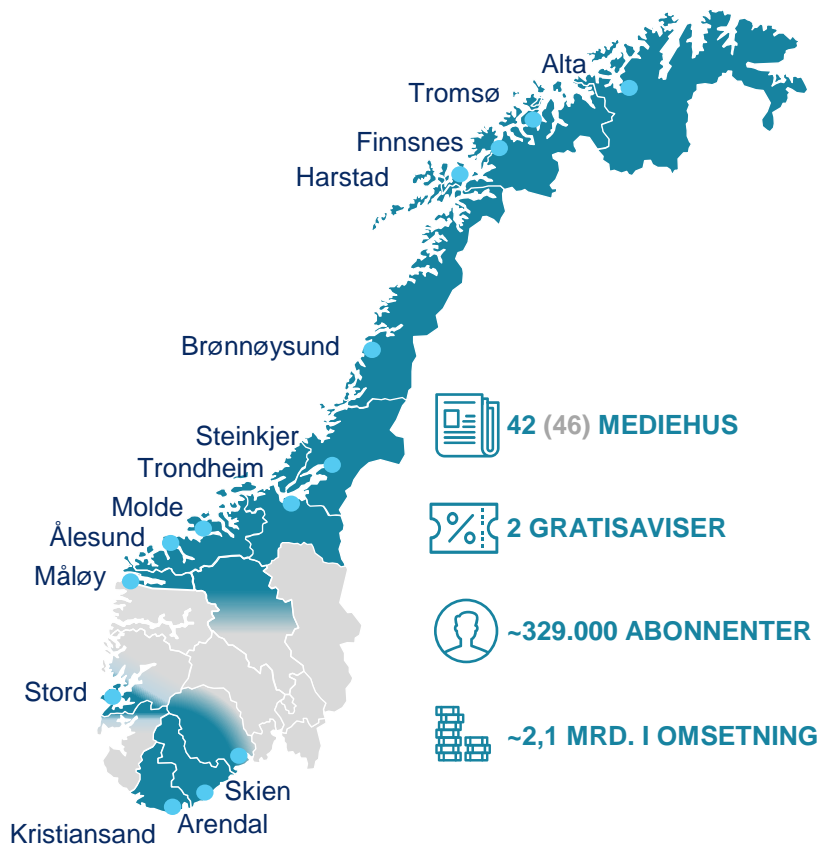 Alta
Tromsø
Finnsnes
Harstad
Brønnøysund
42 (46) MEDIEHUS
Steinkjer
Trondheim
Molde
Ålesund
2 GRATISAVISER
Måløy
~329.000 ABONNENTER
Stord
~2,1 MRD. I OMSETNING
Skien
Arendal
Kristiansand